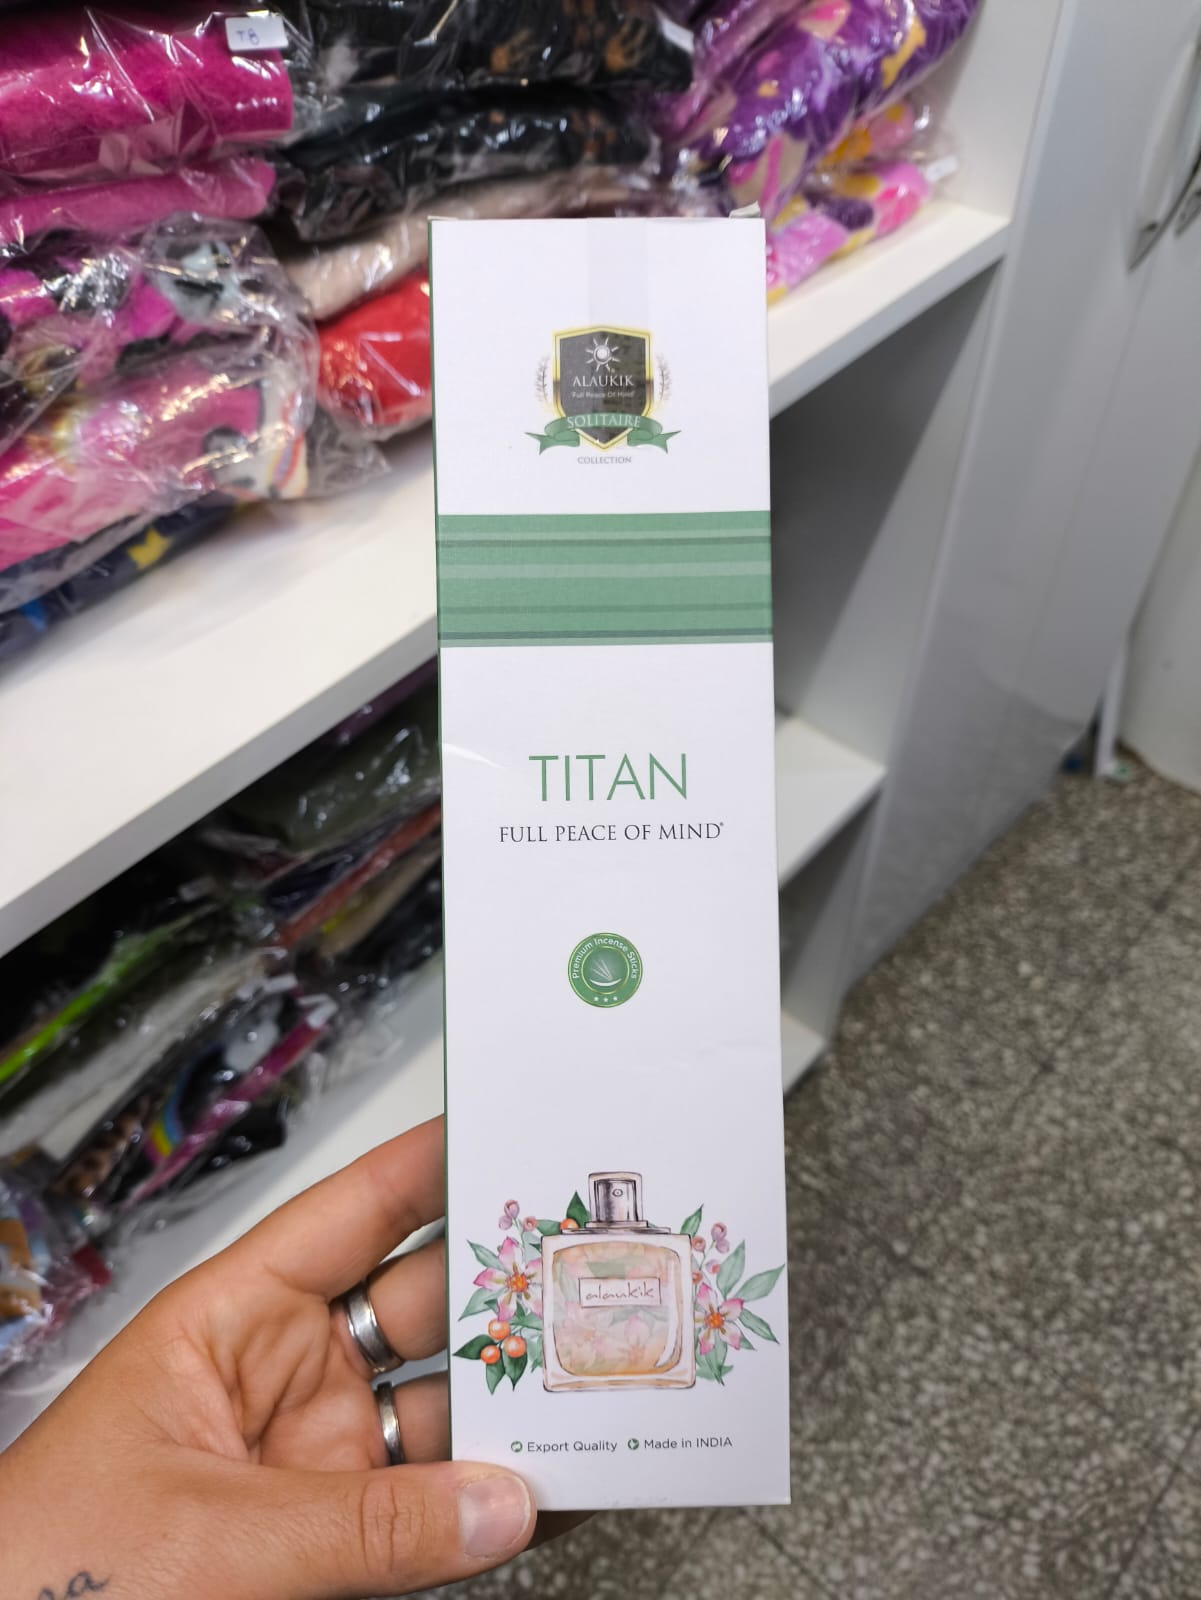 T8
ALAUKIK
"Full Peace Of Mind"
SOLITAIRE
COLLECTION
TITAN
FULL PEACE OF MIND®
Premium Incense Sticks
alaukik
Export Quality Made in INDIA